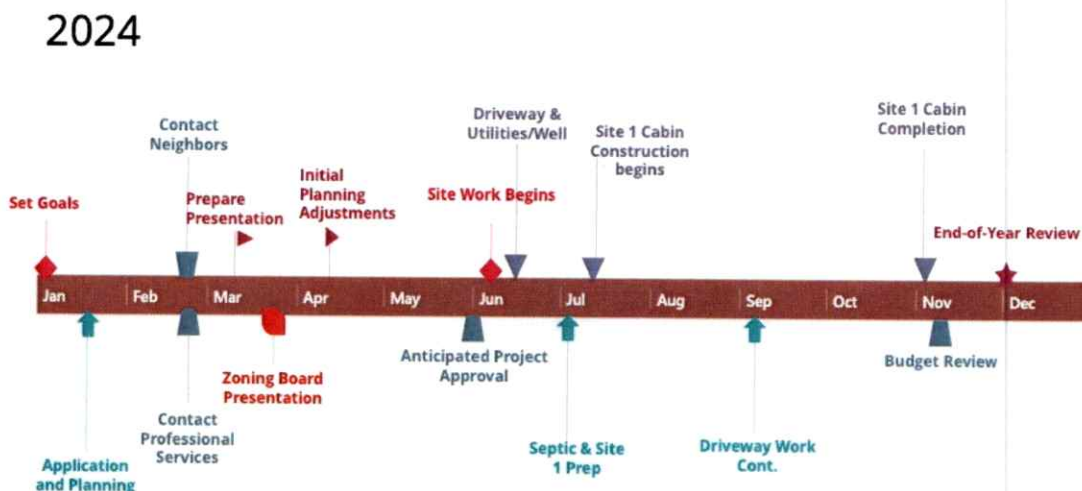 2024
Contact
Neighbors
Driveway &
Utilities/Well
Site 1 Cabin
Construction
begins
Site 1 Cabin
Completion
Set Goals
Prepare
Presentation
Initial
Planning
Adjustments
Site Work Begins
End-of-Year Review
Jan
Feb
Mar
Apr
May
Jun
Jul
Aug
Sep
Oct
Nov
Dec
Anticipated Project
Approval
Budget Review
Zoning Board
Presentation
Contact
Professional
Services
Septic & Site
1 Prep
Driveway Work
Cont.
Application
and Planning